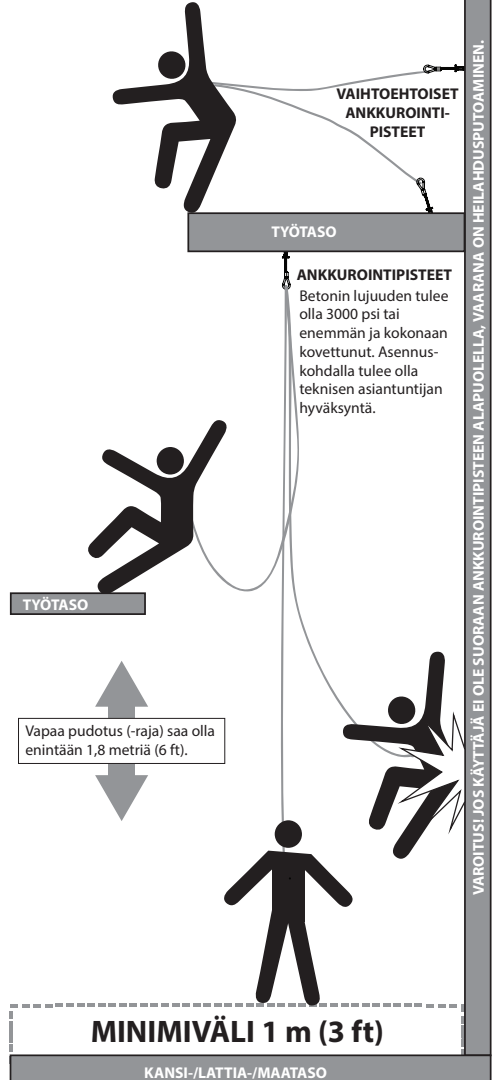 VAIHTOEHTOISET
ANKKUROINTI-
PISTEET
TYÖTASO
ANKKUROINTIPISTEET
Betonin lujuuden tulee
olla 3000 psi tai
enemmän ja kokonaan
kovettunut. Asennus-
kohdalla tulee olla
teknisen asiantuntijan
hyväksyntä.
TYÖTASO
Vapaa pudotus (-raja) saa olla
enintään 1,8 metriä (6 ft).
VAROITUS! JOS KÄYTTÄJÄ EI OLE SUORAAN ANKKUROINTIPISTEEN ALAPUOLELLA, VAARANA ON HEILAHDUSPUTOAMINEN.
MINIMIVÄLI 1 m (3 ft)
KANSI-/LATTIA-/MAATASO